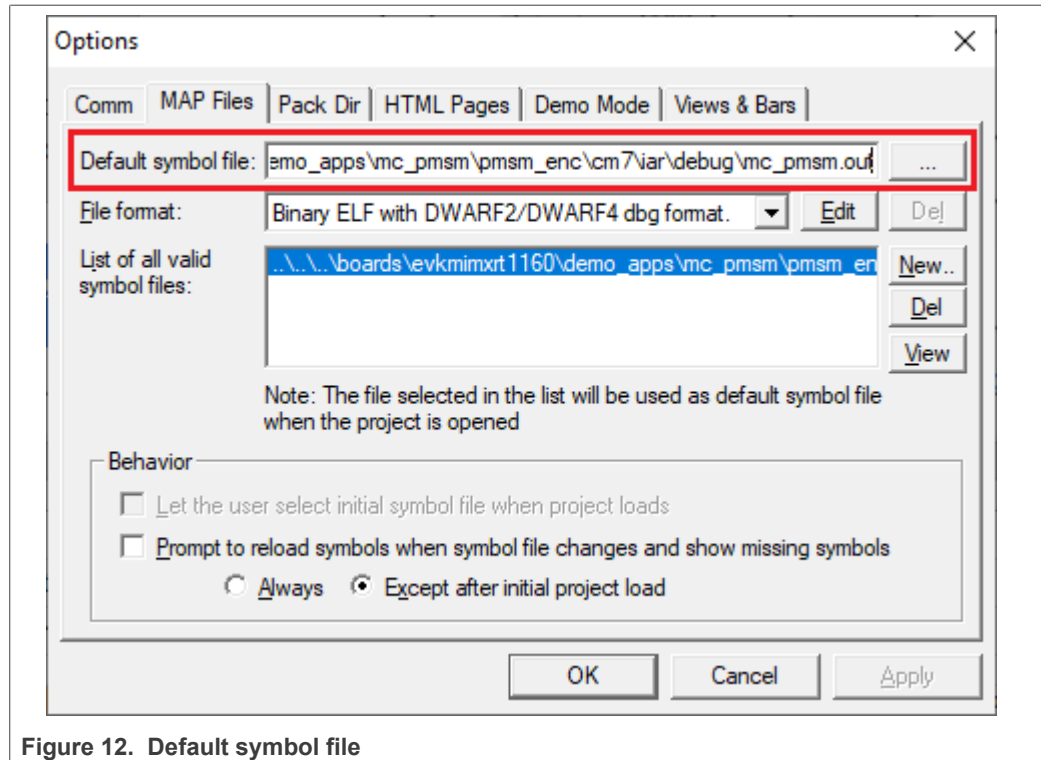 Options
Comm MAP Files Pack Dir HTML Pages Demo Mode Views & Bars
Default symbol file: emo_apps\mc_pmsm\pmsm_enc\cm7\iar\debug\mc_pmsm.out ...
File format: Binary ELF with DWARF2/DWARF4 dbg format. Edit Del
List of all valid
symbol files:
..\..\..\boards\evkmimxrt1160\demo_apps\mc_pmsm\pmsm_en
New..
Del
View
Note: The file selected in the list will be used as default symbol file
when the project is opened
Behavior
Let the user select initial symbol file when project loads
Prompt to reload symbols when symbol file changes and show missing symbols
Always Except after initial project load
OK Cancel Apply
Figure 12. Default symbol file